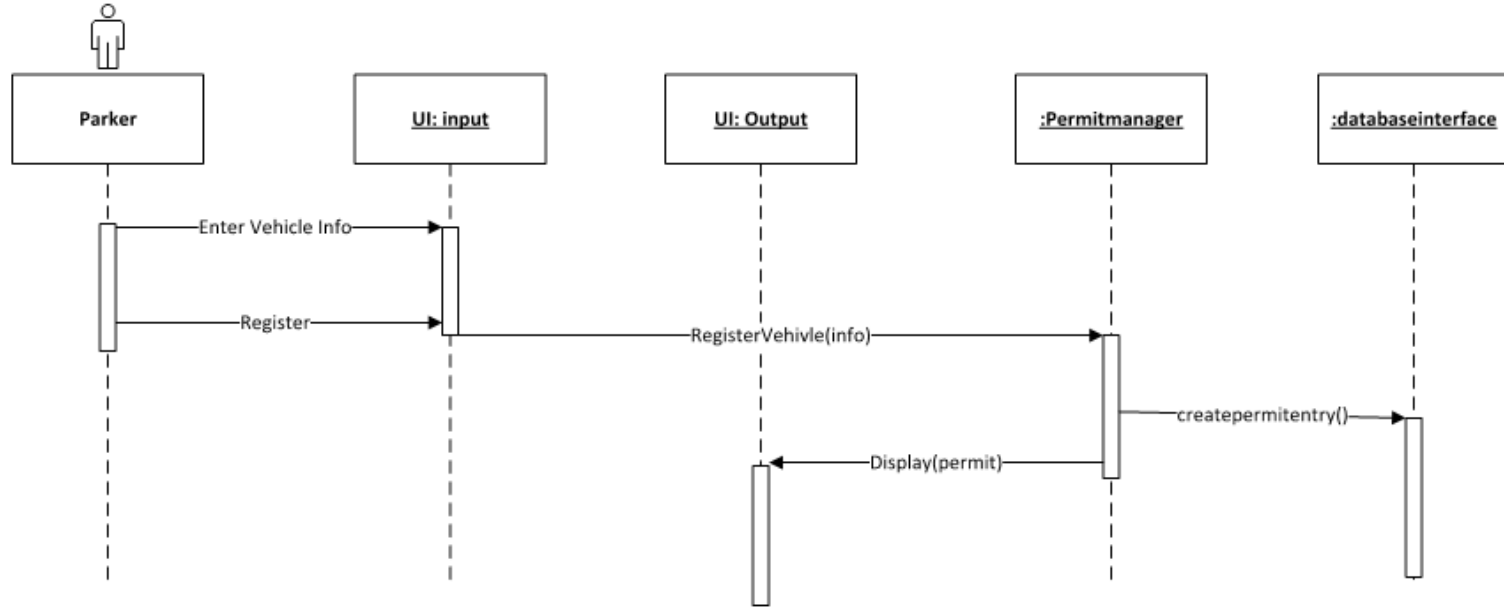 Parker
UI: input
UI: Output
:Permitmanager
:databaseinterface
Enter Vehicle Info
Register
RegisterVehivle(info)
createpermitentry()
Display(permit)